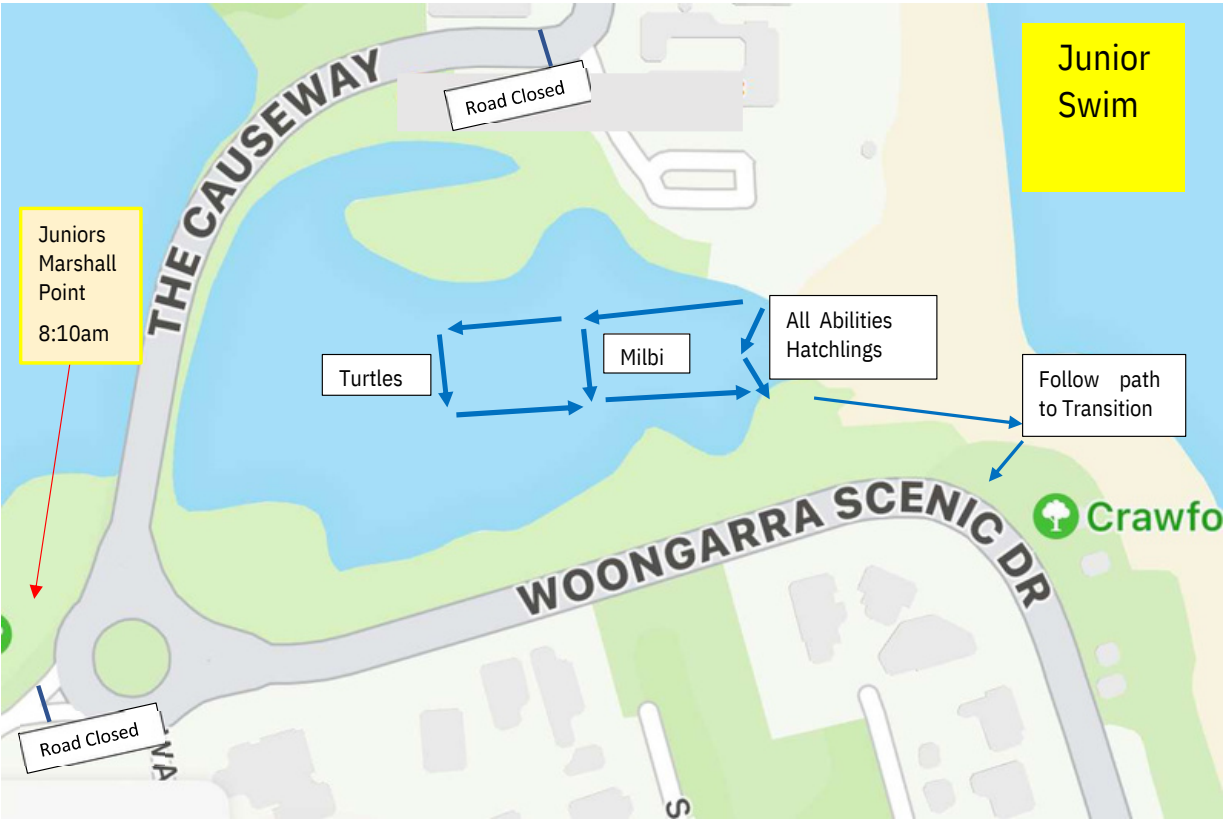 Junior
Swim
THE CAUSEWAY
Road Closed
Juniors
Marshall
Point
8:10am
All Abilities
Hatchlings
Milbi
Turtles
Follow path
to Transition
WOONGARRA SCENIC DR
Crawfo
Road Closed
WA
S